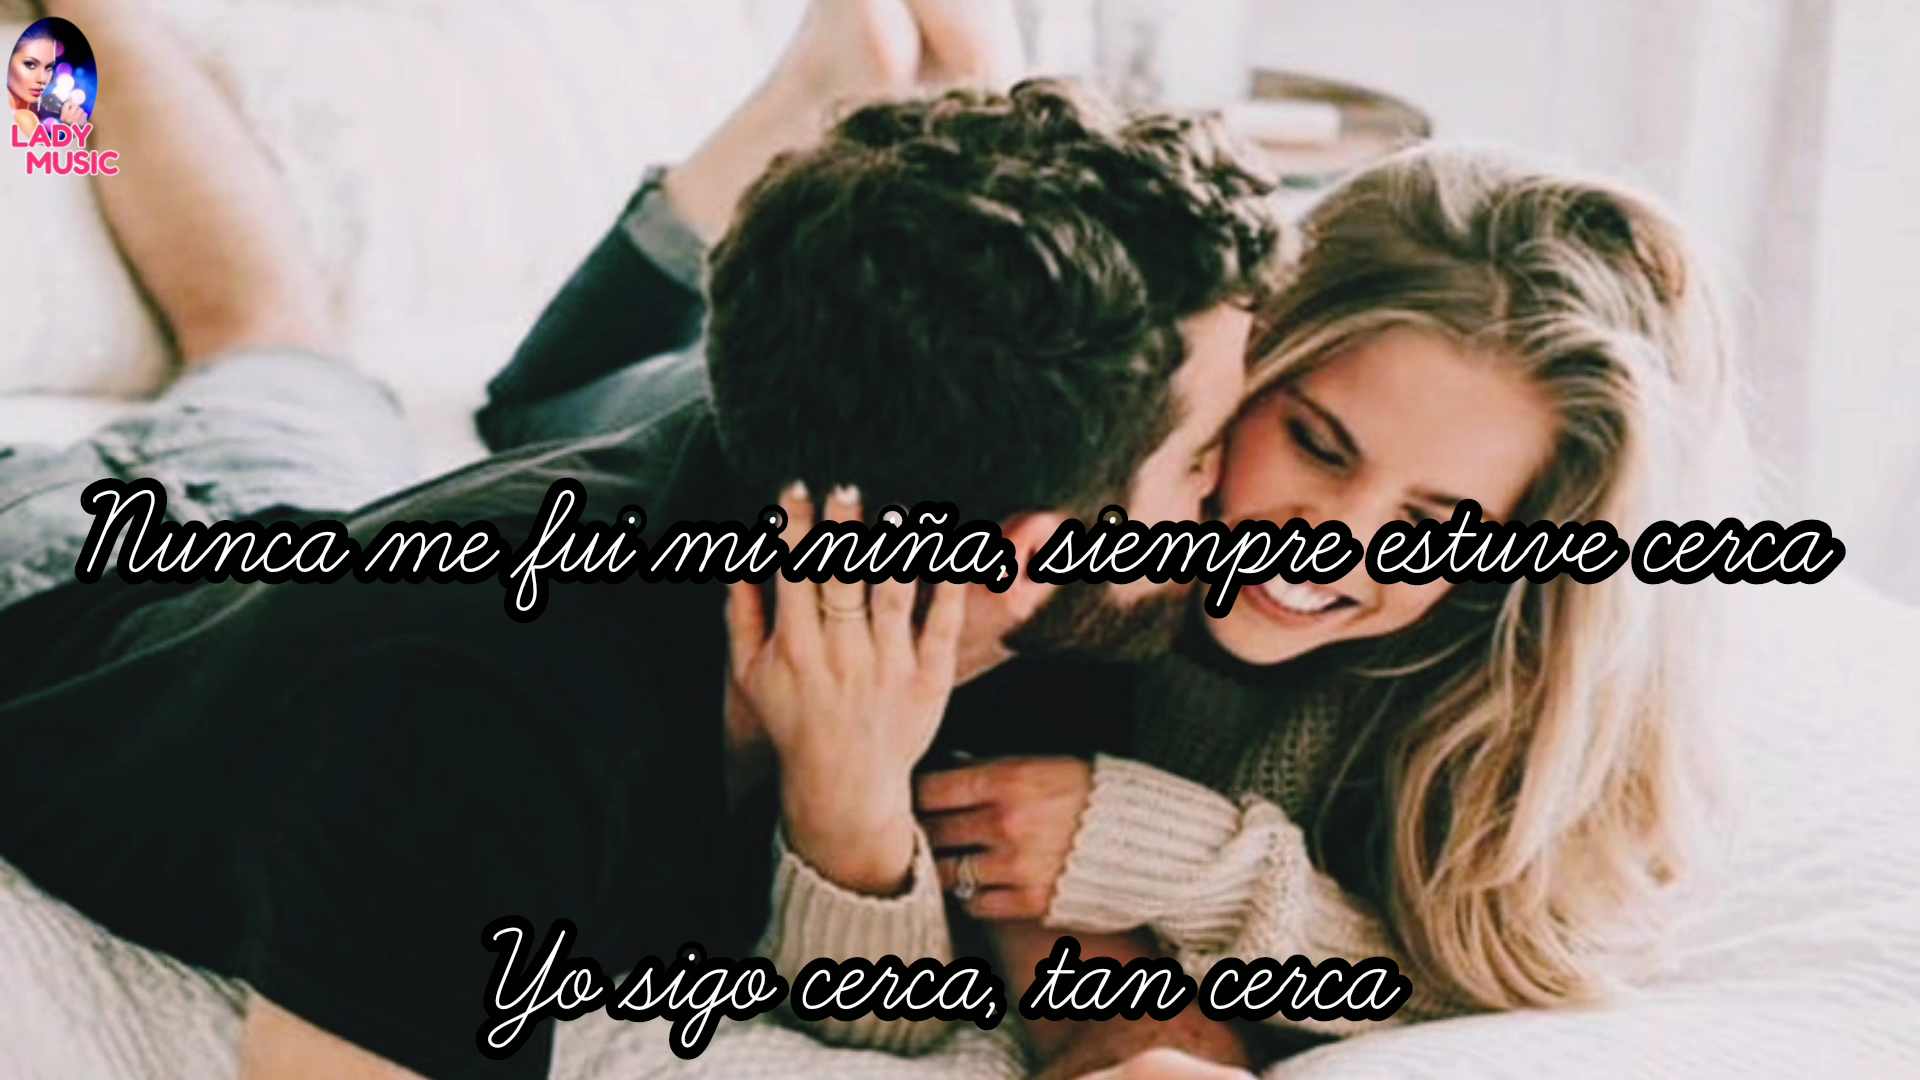 LADY
MUSIC
Nunca me fui mi niña, siempre estuve cerca
Yo sigo cerca, tan cerca